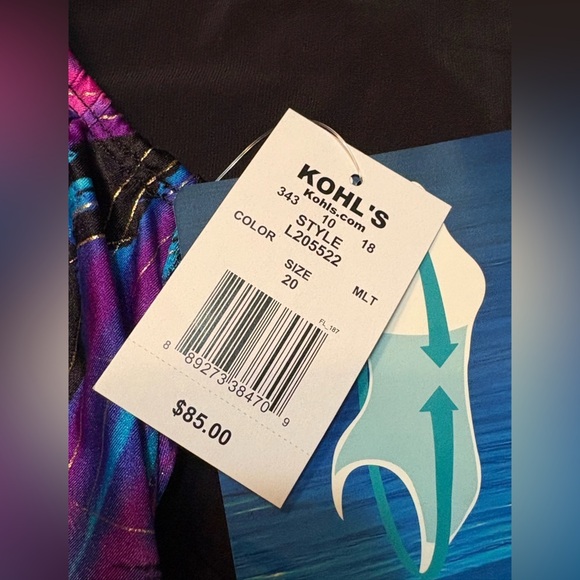 KOHL'S
Kohls.com
343 10 18
STYLE
COLOR L205522
SIZE
20 MLT
FL_187
8 89273 38470 9
$85.00